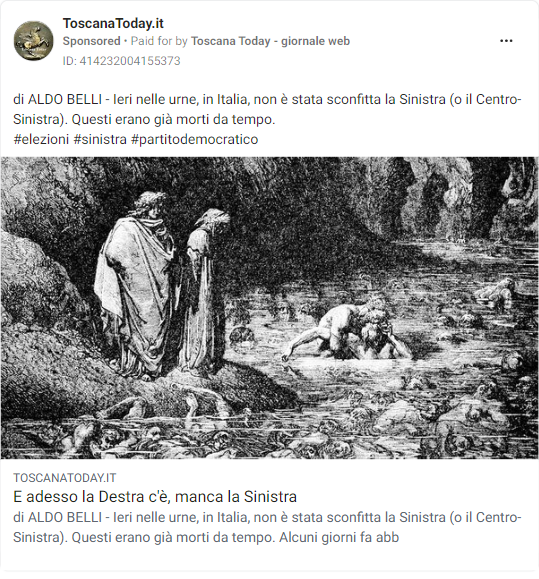 ToscanaToday.it
Sponsored • Paid for by Toscana Today - giornale web
ID: 414232004155373
di ALDO BELLI - Ieri nelle urne, in Italia, non è stata sconfitta la Sinistra (o il Centro-
Sinistra). Questi erano già morti da tempo.
#elezioni #sinistra #partitodemocratico
TOSCANATODAY.IT
E adesso la Destra c'è, manca la Sinistra
di ALDO BELLI - Ieri nelle urne, in Italia, non è stata sconfitta la Sinistra (o il Centro-
Sinistra). Questi erano già morti da tempo. Alcuni giorni fa abb